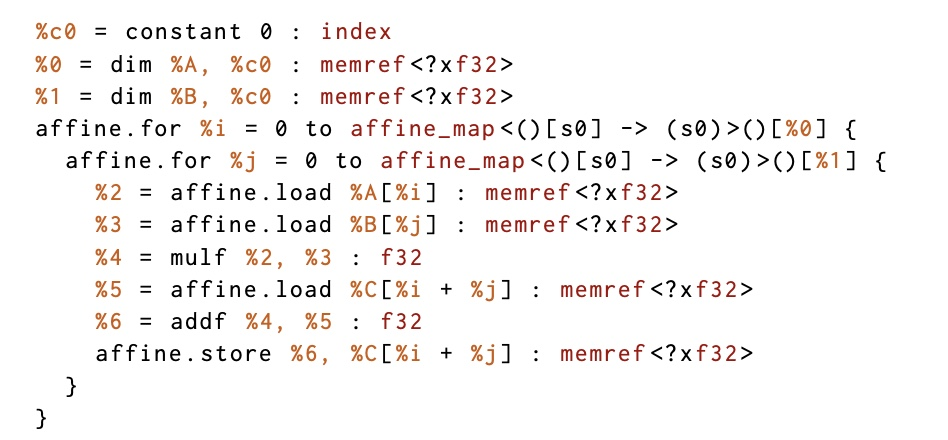 %c0 = constant 0 : index
%0 = dim %A, %c0 : memref<?xf32>
%1 = dim %B, %c0 : memref<?xf32>
affine.for %i = 0 to affine_map<()[s0] -> (s0)>()[%0] {
  affine.for %j = 0 to affine_map<()[s0] -> (s0)>()[%1] {
    %2 = affine.load %A[%i] : memref<?xf32>
    %3 = affine.load %B[%j] : memref<?xf32>
    %4 = mulf %2, %3 : f32
    %5 = affine.load %C[%i + %j] : memref<?xf32>
    %6 = addf %4, %5 : f32
    affine.store %6, %C[%i + %j] : memref<?xf32>
  }
}